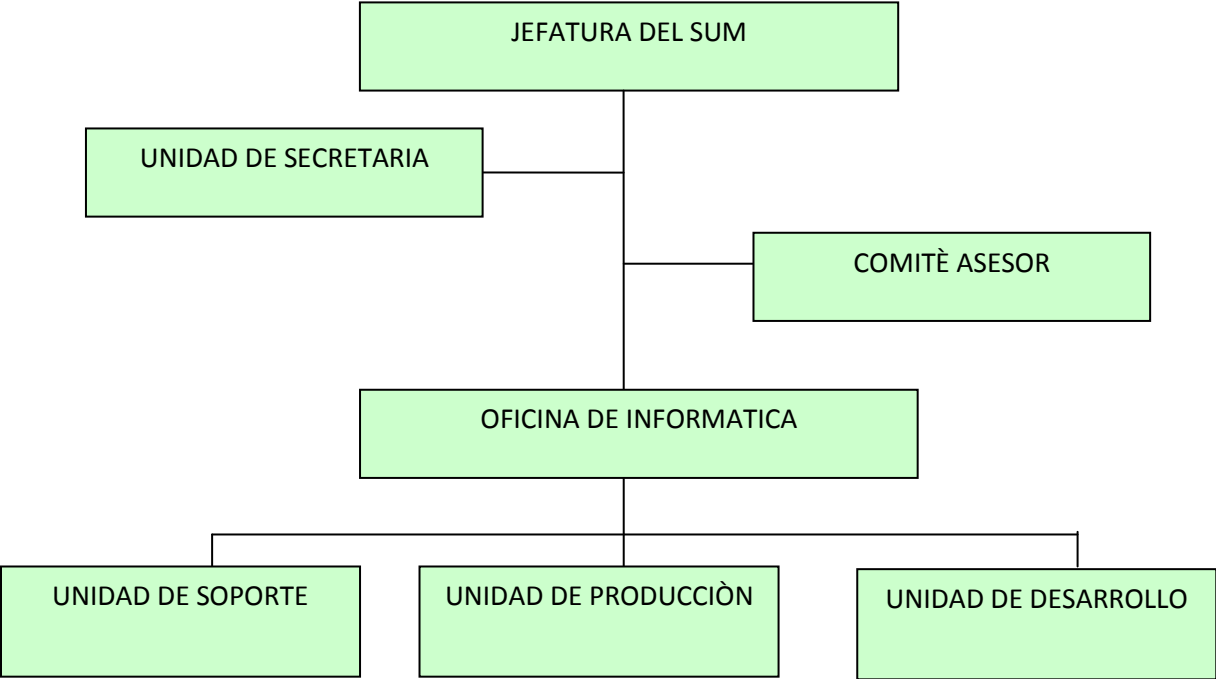 JEFATURA DEL SUM
UNIDAD DE SECRETARIA
COMITÈ ASESOR
OFICINA DE INFORMATICA
UNIDAD DE SOPORTE
UNIDAD DE PRODUCCIÒN
UNIDAD DE DESARROLLO